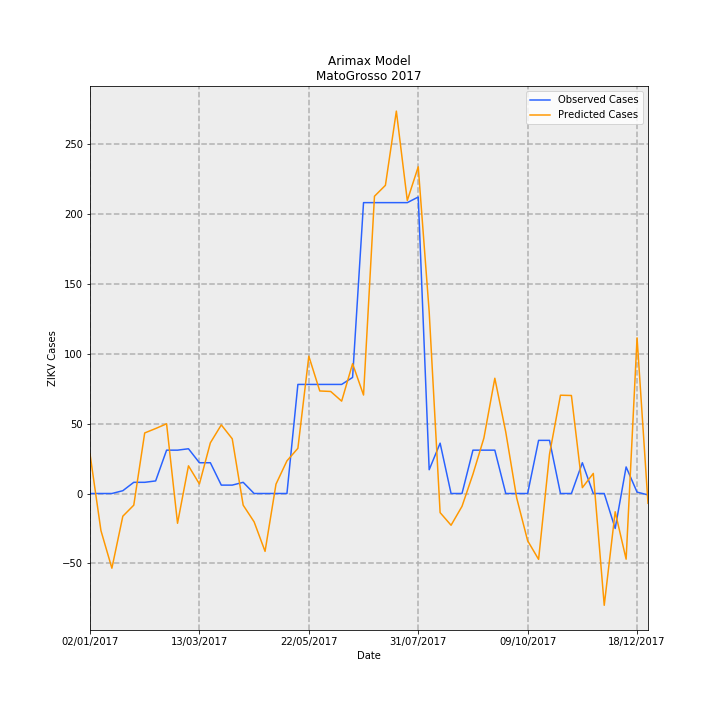 Arimax Model
MatoGrosso 2017
Observed Cases
Predicted Cases
250
200
150
100
50
0
−50
ZIKV Cases
02/01/2017 13/03/2017 22/05/2017 31/07/2017 09/10/2017 18/12/2017
Date